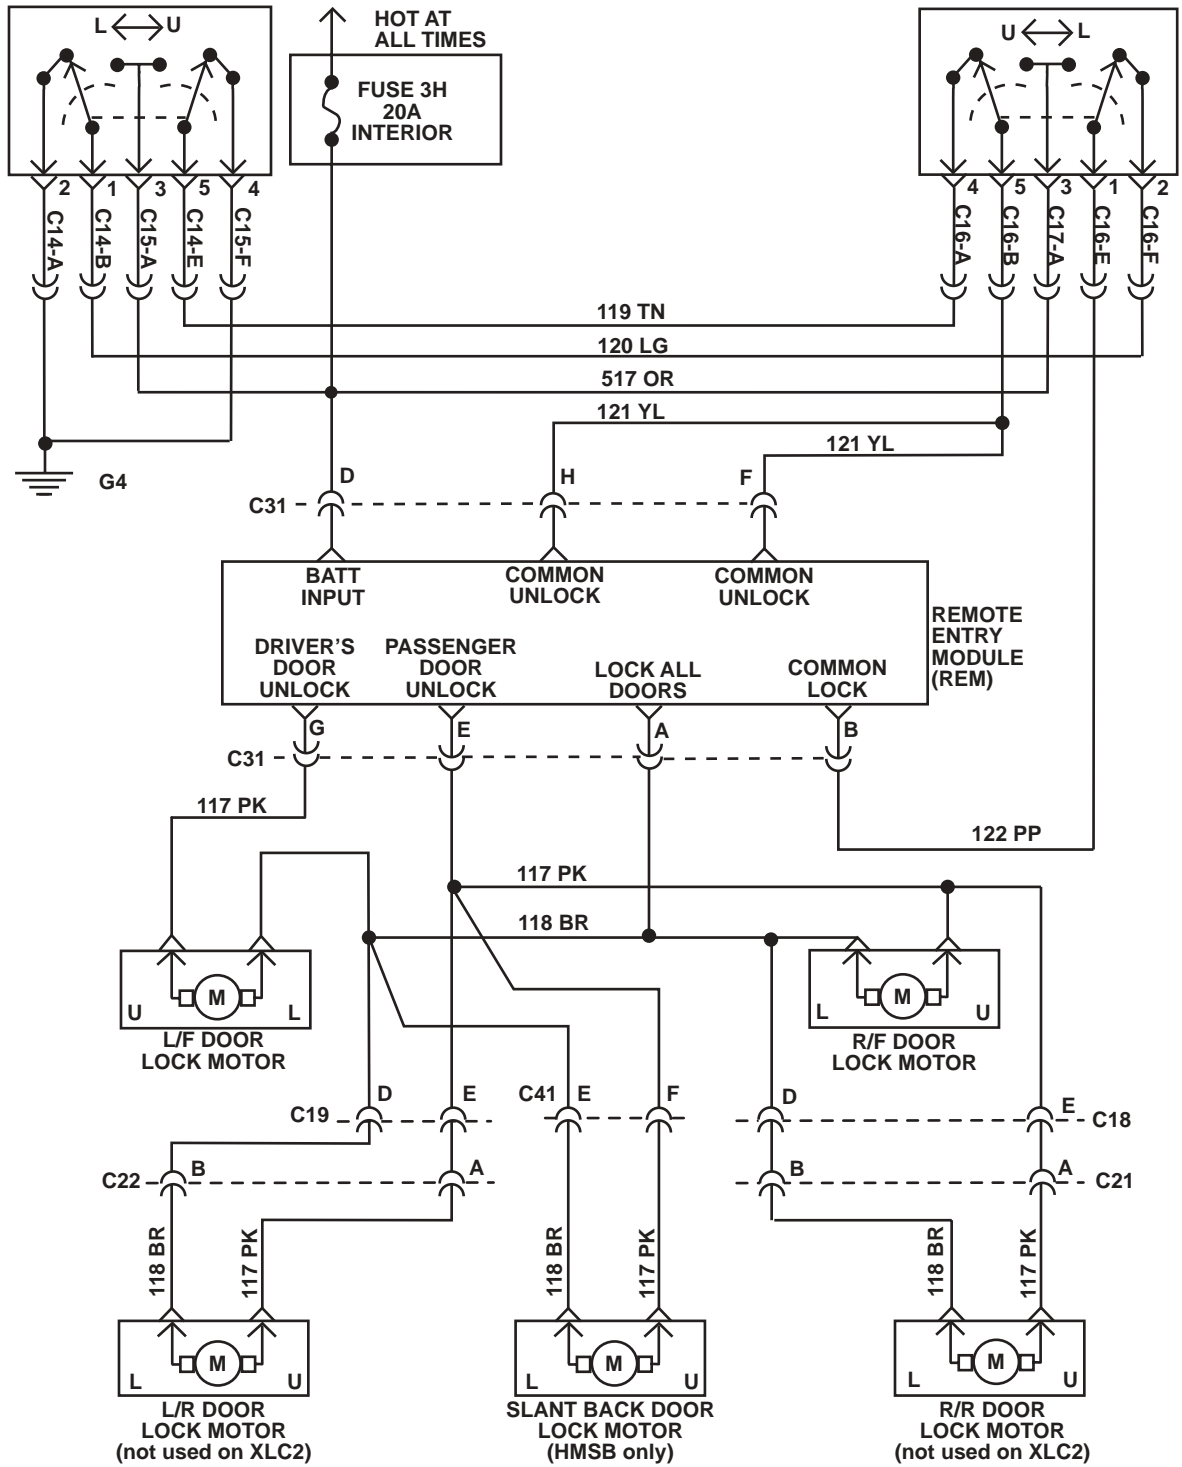 L U
HOT AT
ALL TIMES
U L
FUSE 3H
20A
INTERIOR
2 1 3 5 4
4 5 3 1 2
C14-A
C14-B
C15-A
C14-E
C15-F
C16-A
C16-B
C17-A
C16-E
C16-F
119 TN
120 LG
517 OR
121 YL
121 YL
G4
D H F
C31
BATT
INPUT
COMMON
UNLOCK
COMMON
UNLOCK
REMOTE
ENTRY
MODULE
(REM)
DRIVER'S
DOOR
UNLOCK
PASSENGER
DOOR
UNLOCK
LOCK ALL
DOORS
COMMON
LOCK
G E A B
C31
117 PK
122 PP
117 PK
118 BR
M
U L
L/F DOOR
LOCK MOTOR
M
L U
R/F DOOR
LOCK MOTOR
C19 D E
C41 E F
D E C18
C22 B A
B A C21
118 BR
117 PK
118 BR
117 PK
118 BR
117 PK
M
L U
L/R DOOR
LOCK MOTOR
(not used on XLC2)
M
L U
SLANT BACK DOOR
LOCK MOTOR
(HMSB only)
M
L U
R/R DOOR
LOCK MOTOR
(not used on XLC2)